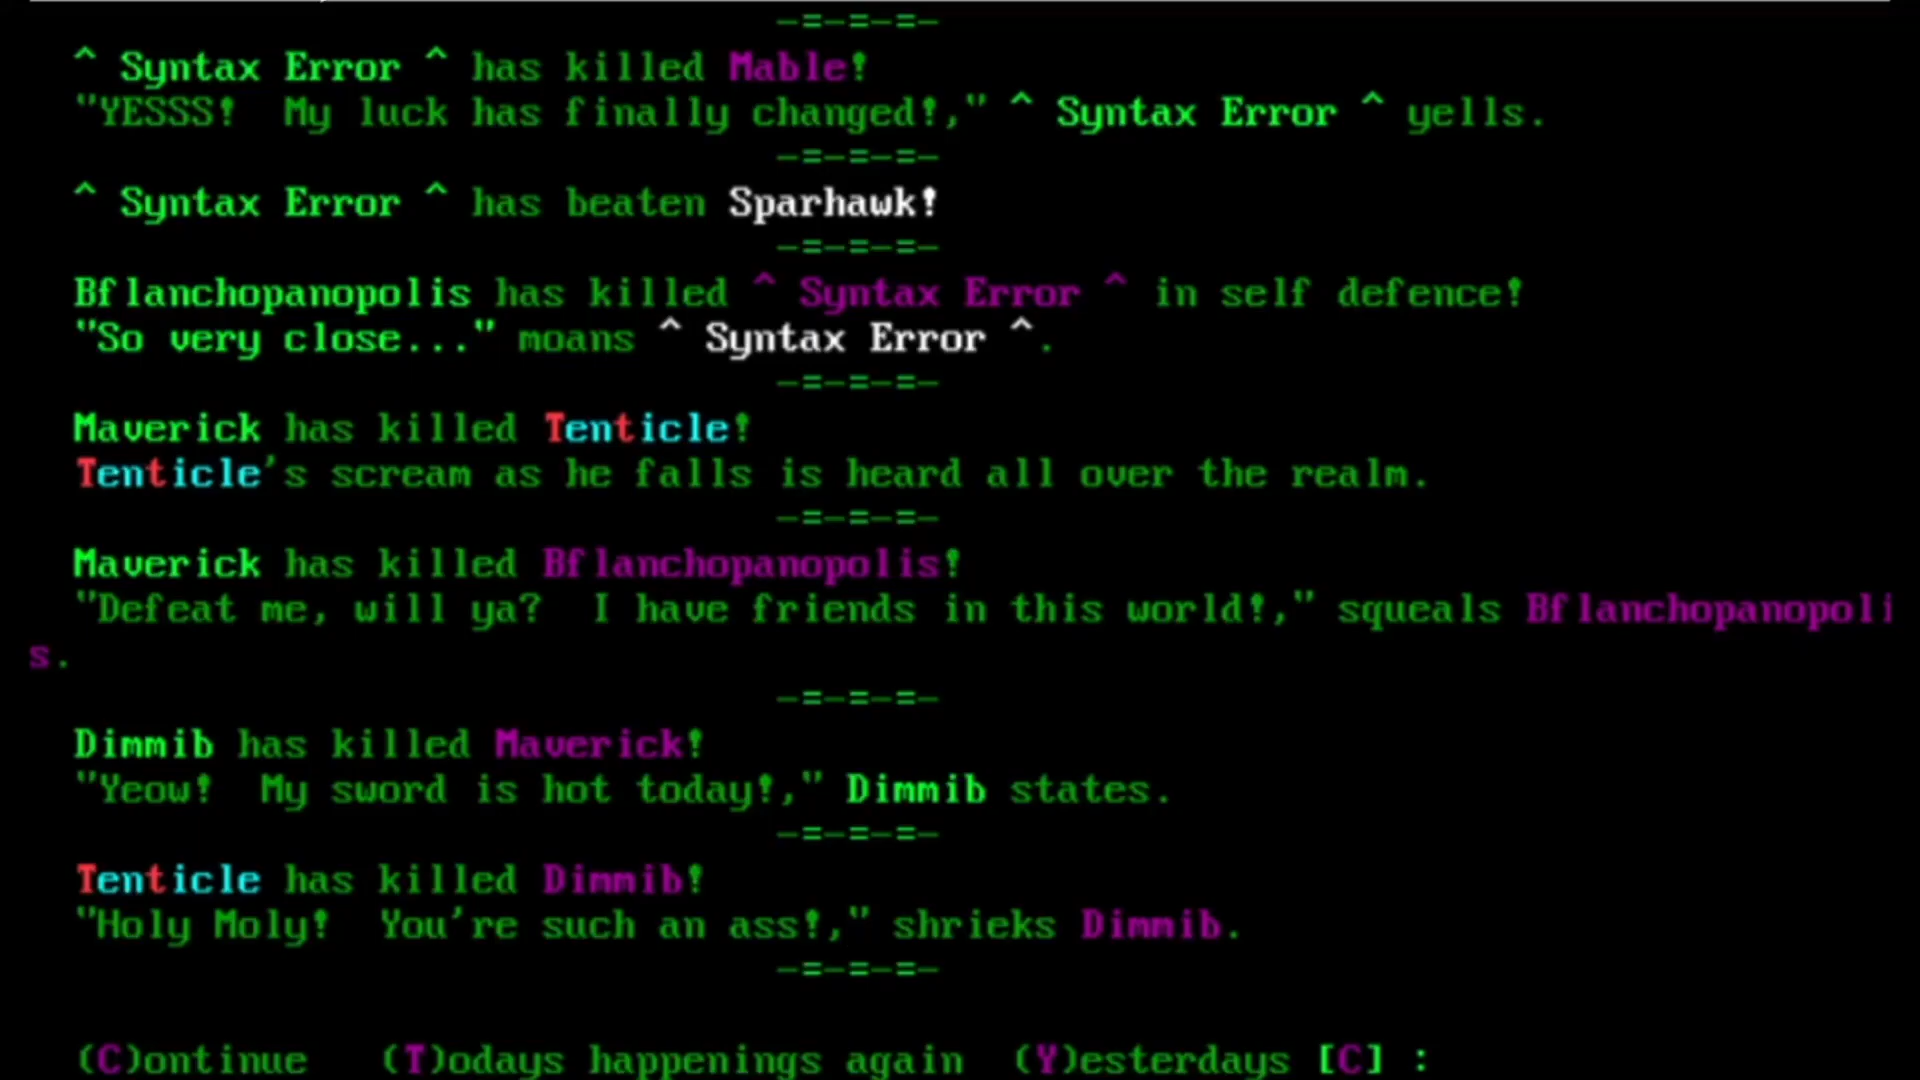 -=-=-=-
^ Syntax Error ^ has killed Mable!
"YESSS!  My luck has finally changed!," ^ Syntax Error ^ yells.
-=-=-=-
^ Syntax Error ^ has beaten Sparhawk!
-=-=-=-
Bflanchopanopolis has killed ^ Syntax Error ^ in self defence!
"So very close..." moans ^ Syntax Error ^.
-=-=-=-
Maverick has killed Tenticle!
Tenticle's scream as he falls is heard all over the realm.
-=-=-=-
Maverick has killed Bflanchopanopolis!
"Defeat me, will ya?  I have friends in this world!," squeals Bflanchopanopoli
s.
-=-=-=-
Dimmib has killed Maverick!
"Yeow!  My sword is hot today!," Dimmib states.
-=-=-=-
Tenticle has killed Dimmib!
"Holy Moly!  You're such an ass!," shrieks Dimmib.
-=-=-=-
(C)ontinue   (T)odays happenings again  (Y)esterdays [C] :